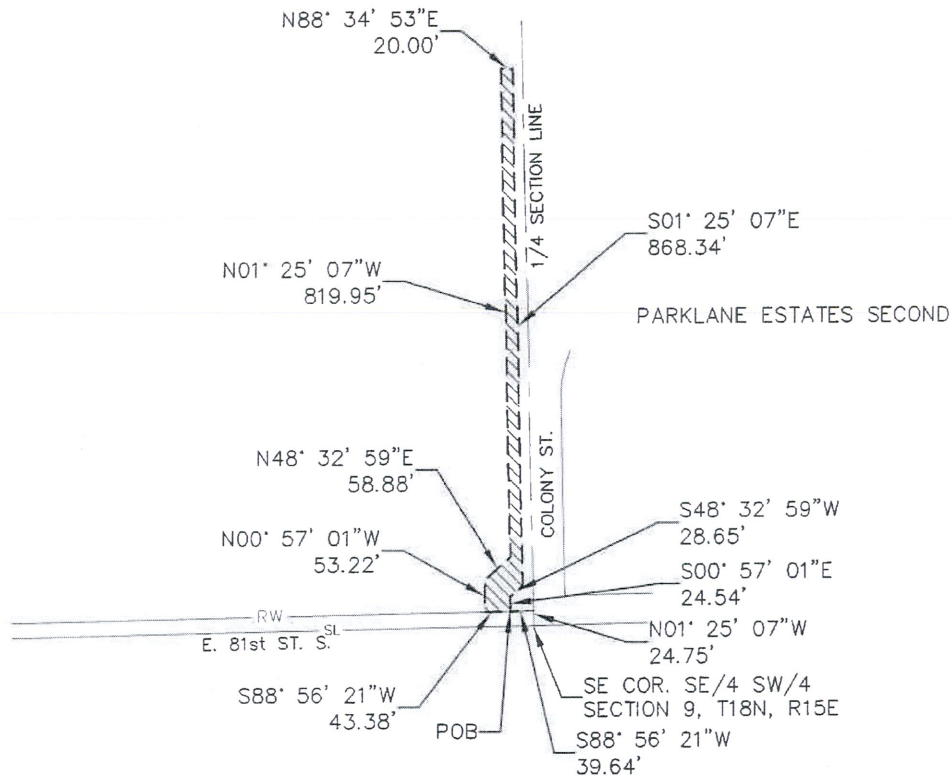 N88° 34' 53"E
20.00'
1/4 SECTION LINE
S01° 25' 07"E
868.34'
N01° 25' 07"W
819.95'
PARKLANE ESTATES SECOND
N48° 32' 59"E
58.88'
COLONY ST.
S48° 32' 59"W
28.65'
N00° 57' 01"W
53.22'
S00° 57' 01"E
24.54'
RW
SL
E. 81st ST. S.
N01° 25' 07"W
24.75'
SE COR. SE/4 SW/4
SECTION 9, T18N, R15E
S88° 56' 21"W
43.38'
POB
S88° 56' 21"W
39.64'